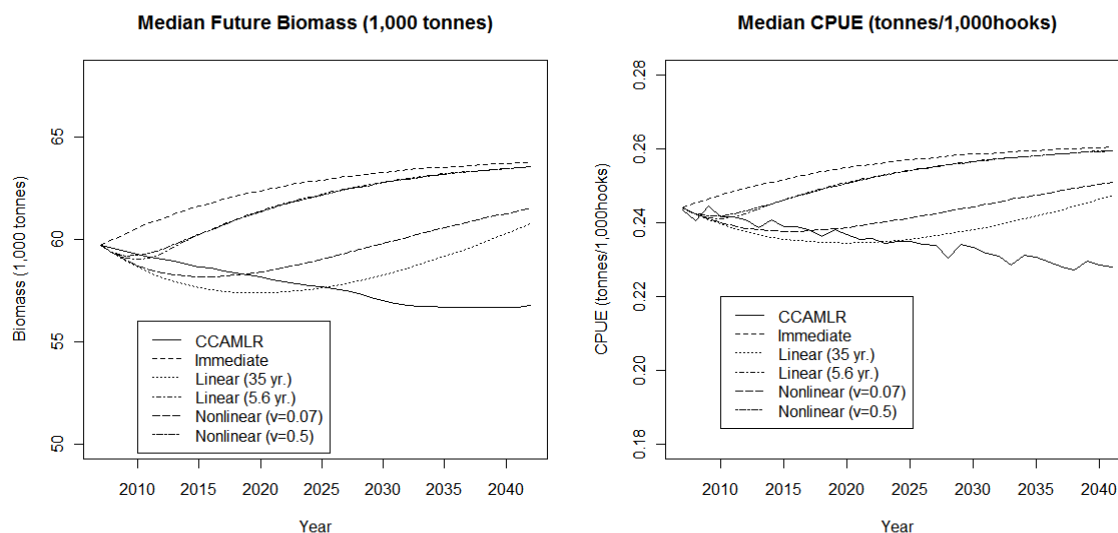 Median Future Biomass (1,000 tonnes)
Biomass (1,000 tonnes)
65
60
55
50
CCAMLR
Immediate
Linear (35 yr.)
Linear (5.6 yr.)
Nonlinear (v=0.07)
Nonlinear (v=0.5)
2010 2015 2020 2025 2030 2035 2040
Year
Median CPUE (tonnes/1,000hooks)
CPUE (tonnes/1,000hooks)
0.28
0.26
0.24
0.22
0.20
0.18
CCAMLR
Immediate
Linear (35 yr.)
Linear (5.6 yr.)
Nonlinear (v=0.07)
Nonlinear (v=0.5)
2010 2015 2020 2025 2030 2035 2040
Year